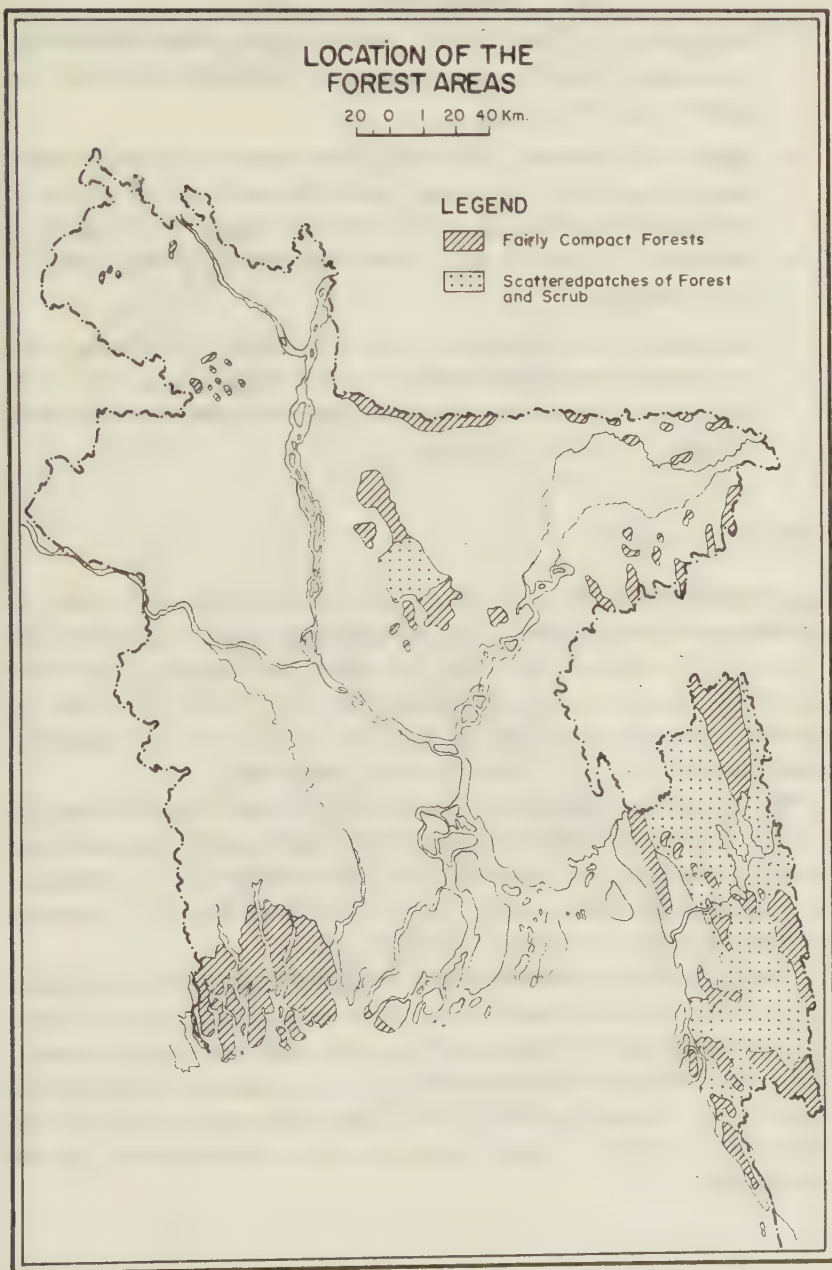 LOCATION OF THE
FOREST AREAS
20 0 1 20 40 Km.
LEGEND
Fairly Compact Forests
Scatteredpatches of Forest
and Scrub